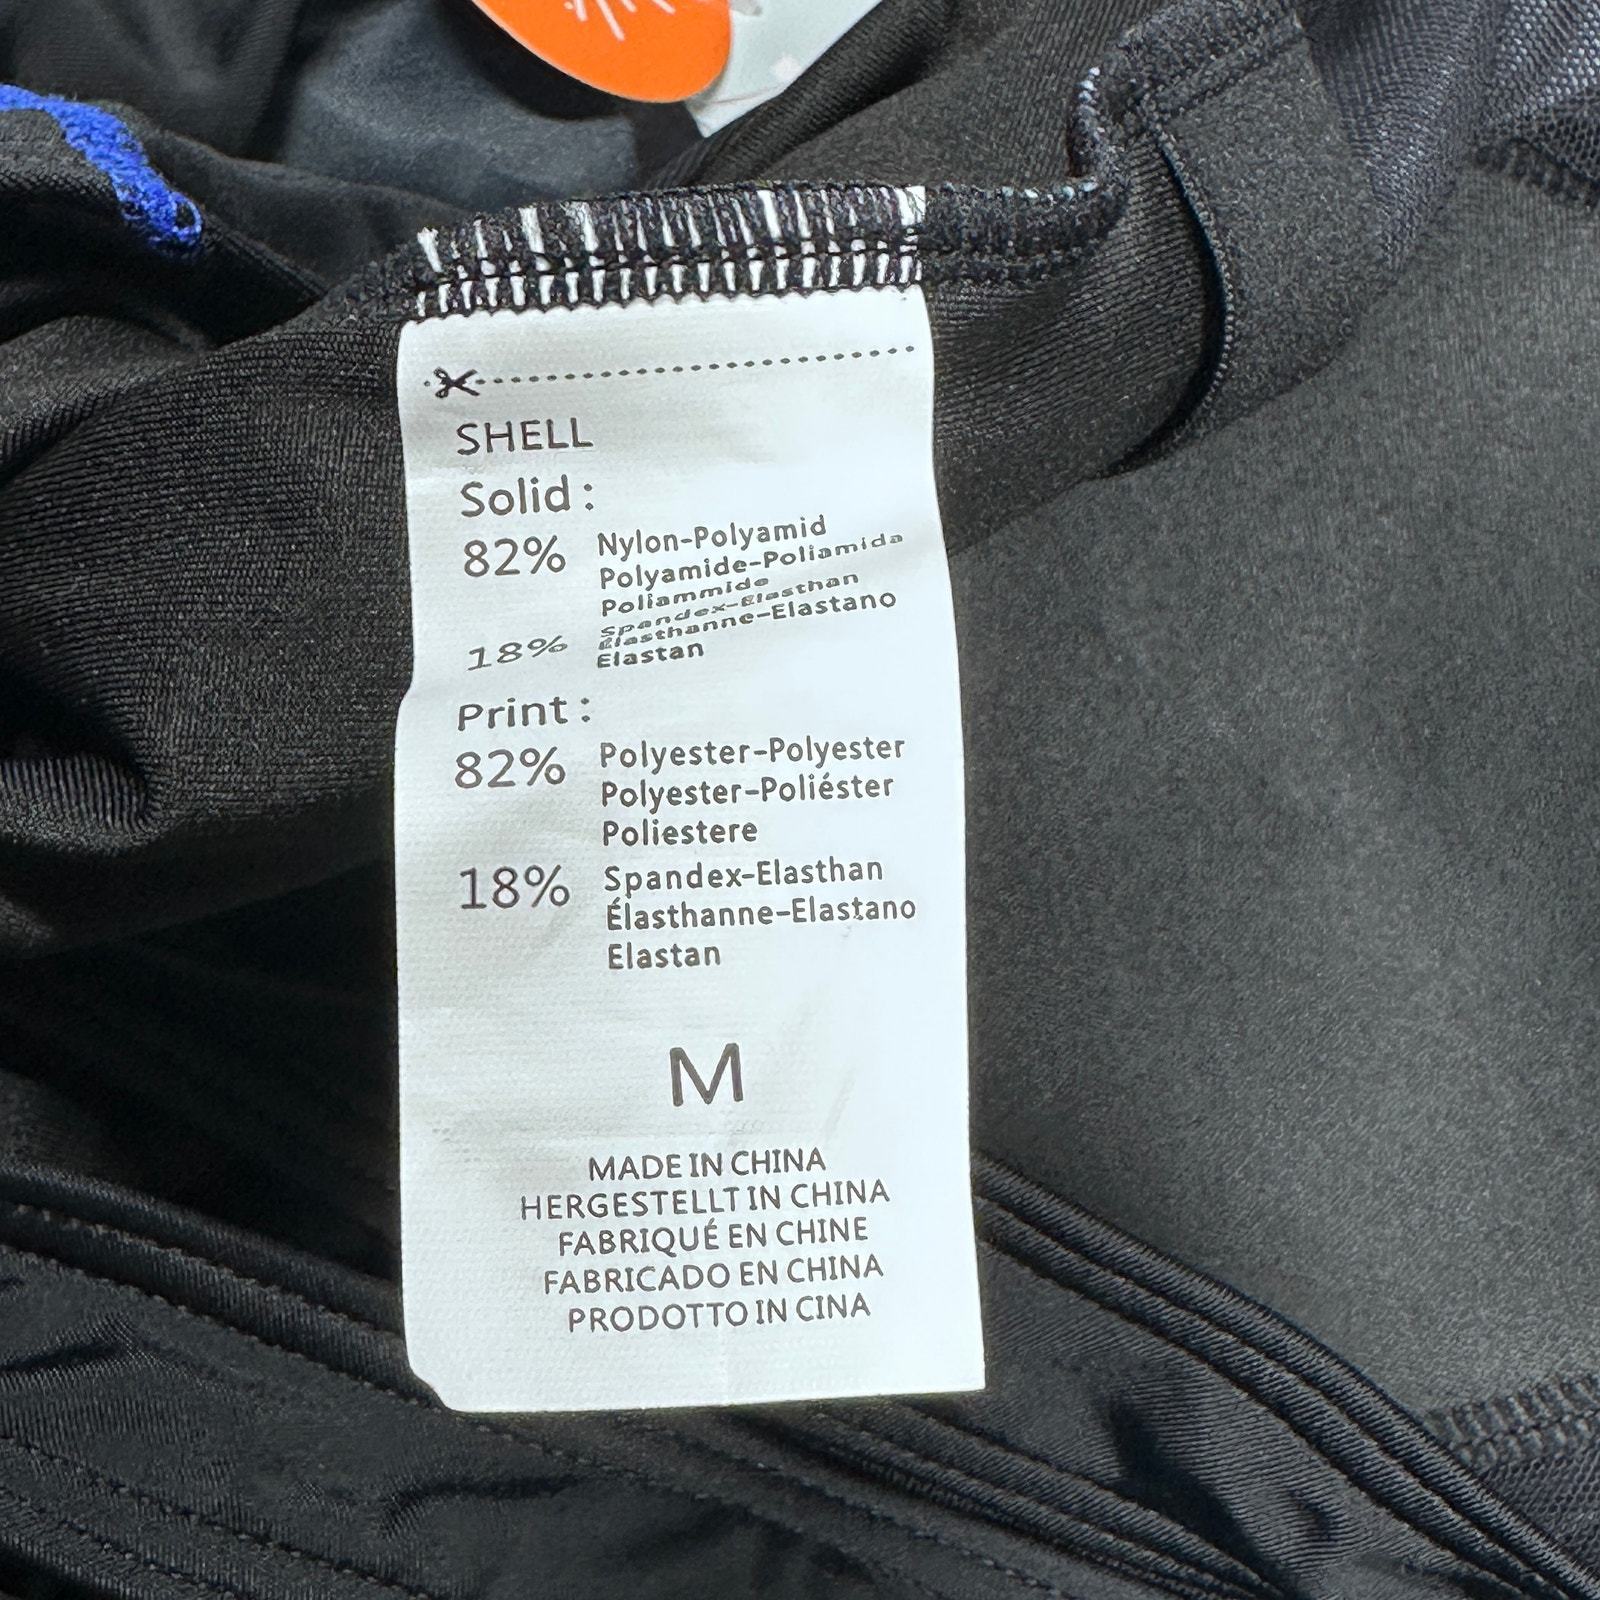 SHELL
Solid :
82% Nylon-Polyamid
Polyamide-Poliamida
Poliammide
18% Spandex-Elasthan
Élasthanne-Elastano
Elastan
Print :
82% Polyester-Polyester
Polyester-Poliéster
Poliestere
18% Spandex-Elasthan
Élasthanne-Elastano
Elastan
M
MADE IN CHINA
HERGESTELLT IN CHINA
FABRIQUÉ EN CHINE
FABRICADO EN CHINA
PRODOTTO IN CINA